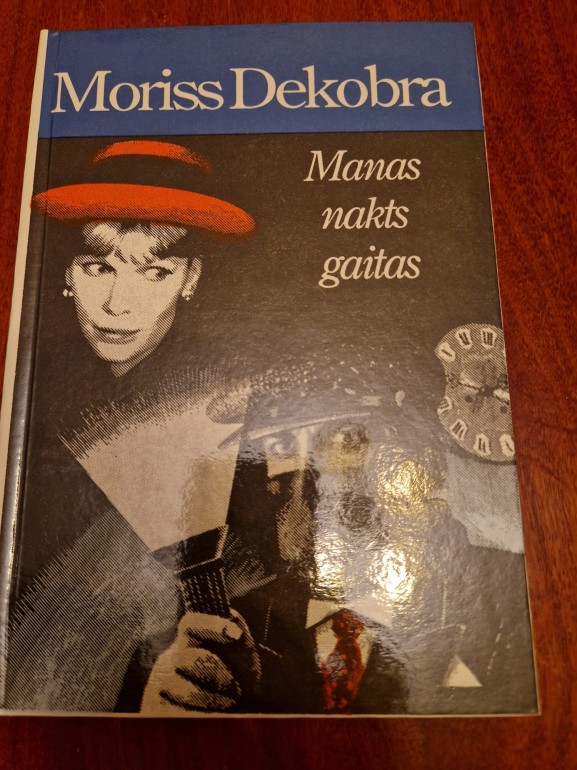 Moriss Dekobra
Manas
nakts
gaitas